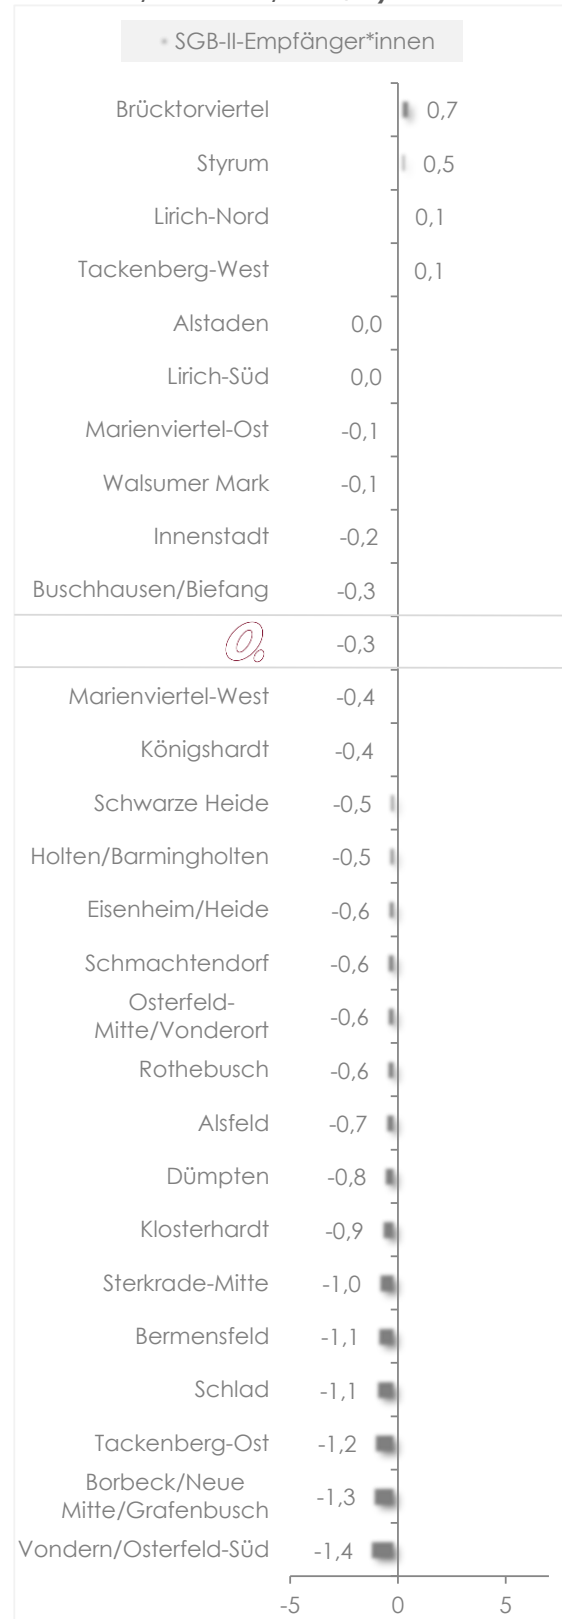 SGB-II-Empfänger*innen
Brücktorviertel 0,7
Styrum 0,5
Lirich-Nord 0,1
Tackenberg-West 0,1
Alstaden 0,0
Lirich-Süd 0,0
Marienviertel-Ost -0,1
Walsumer Mark -0,1
Innenstadt -0,2
Buschhausen/Biefang -0,3
-0,3
Marienviertel-West -0,4
Königshardt -0,4
Schwarze Heide -0,5
Holten/Barmingholten -0,5
Eisenheim/Heide -0,6
Schmachtendorf -0,6
Osterfeld-
Mitte/Vonderort -0,6
Rothebusch -0,6
Alsfeld -0,7
Dümpten -0,8
Klosterhardt -0,9
Sterkrade-Mitte -1,0
Bermensfeld -1,1
Schlad -1,1
Tackenberg-Ost -1,2
Borbeck/Neue
Mitte/Grafenbusch -1,3
Vondern/Osterfeld-Süd -1,4
-5 0 5